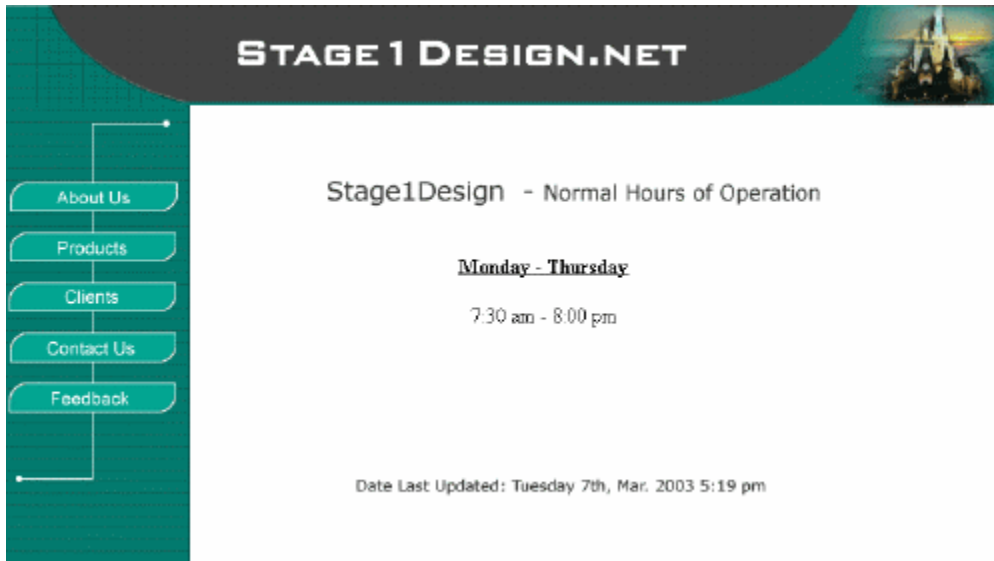 STAGE1DESIGN.NET
About Us
Products
Clients
Contact Us
Feedback
Stage1Design - Normal Hours of Operation
Monday - Thursday
7:30 am - 8:00 pm
Date Last Updated: Tuesday 7th, Mar. 2003 5:19 pm